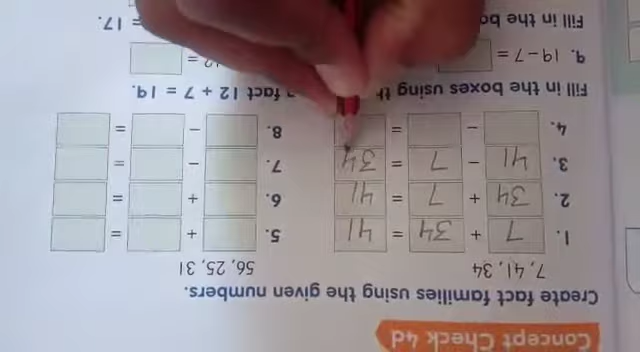 Concept Check 4d
Create fact families using the given numbers.
7, 41, 34
56, 25, 31
1. 7 + 34 = 41
5. + =
2. 34 + 7 = 41
6. + =
3. 41 - 7 = 34
7. - =
4. - =
8. - =
Fill in the boxes using fact 12 + 7 = 19.
9. 19 - 7 =
=
Fill in the
= 17.